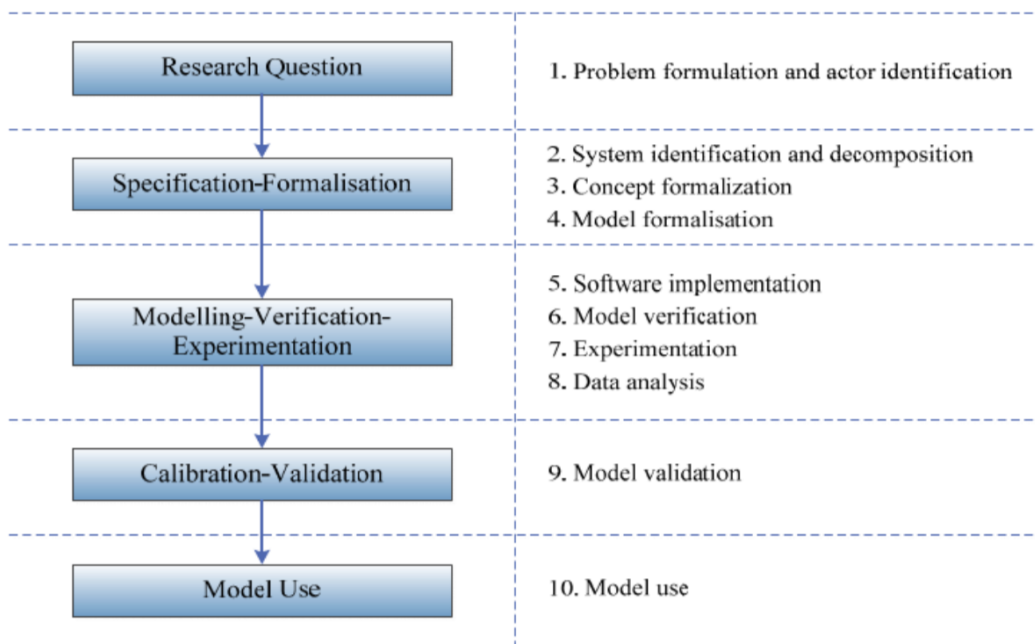 Research Question
1. Problem formulation and actor identification
Specification-Formalisation
2. System identification and decomposition
3. Concept formalization
4. Model formalisation
Modelling-Verification-
Experimentation
5. Software implementation
6. Model verification
7. Experimentation
8. Data analysis
Calibration-Validation
9. Model validation
Model Use
10. Model use